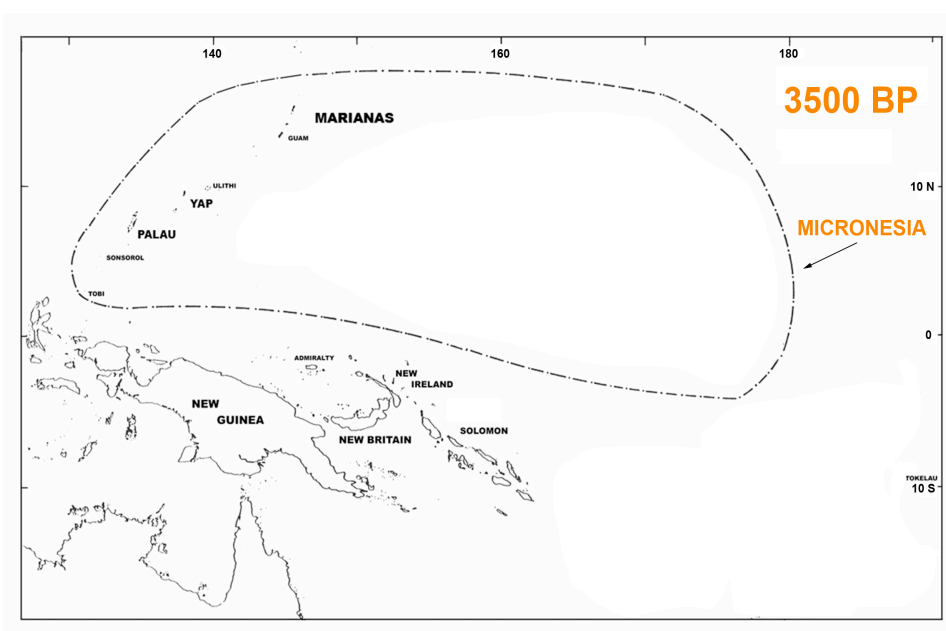 140
160
180
3500 BP
MARIANAS
GUAM
10 N
ULITHI
YAP
MICRONESIA
PALAU
SONSOROL
TOBI
0
ADMIRALTY
NEW
IRELAND
NEW
GUINEA
NEW BRITAIN
SOLOMON
TOKELAU
10 S